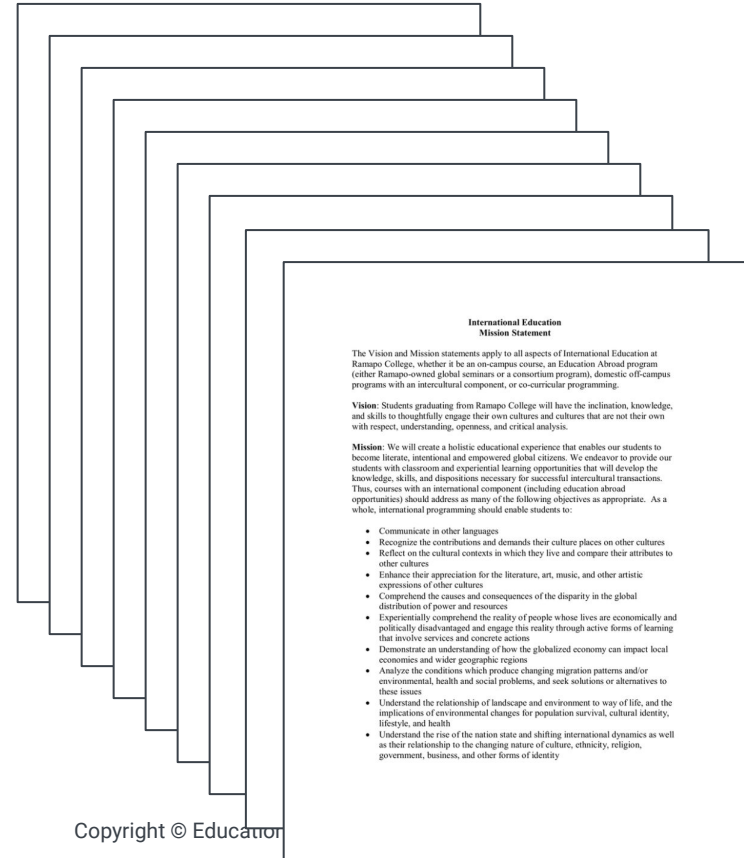 International Education
Mission Statement
The Vision and Mission statements apply to all aspects of International Education at
Ramapo College, whether it be an on-campus course, an Education Abroad program
(either Ramapo-owned global seminars or a consortium program), domestic off-campus
programs with an intercultural component, or co-curricular programming.
Vision: Students graduating from Ramapo College will have the inclination, knowledge,
and skills to thoughtfully engage their own cultures and cultures that are not their own
with respect, understanding, openness, and critical analysis.
Mission: We will create a holistic educational experience that enables our students to
become literate, intentional and empowered global citizens. We endeavor to provide our
students with classroom and experiential learning opportunities that will develop the
knowledge, skills, and dispositions necessary for successful intercultural transactions.
Thus, courses with an international component (including education abroad
opportunities) should address as many of the following objectives as appropriate. As a
whole, international programming should enable students to:
• Communicate in other languages
• Recognize the contributions and demands their culture places on other cultures
• Reflect on the cultural contexts in which they live and compare their attributes to
other cultures
• Enhance their appreciation for the literature, art, music, and other artistic
expressions of other cultures
• Comprehend the causes and consequences of the disparity in the global
distribution of power and resources
• Experientially comprehend the reality of people whose lives are economically and
politically disadvantaged and engage this reality through active forms of learning
that involve services and concrete actions
• Demonstrate an understanding of how the globalized economy can impact local
economies and wider geographic regions
• Analyze the conditions which produce changing migration patterns and/or
environmental, health and social problems, and seek solutions or alternatives to
these issues
• Understand the relationship of landscape and environment to way of life, and the
implications of environmental changes for population survival, cultural identity,
lifestyle, and health
• Understand the rise of the nation state and shifting international dynamics as well
as their relationship to the changing nature of culture, ethnicity, religion,
government, business, and other forms of identity
Copyright © Education